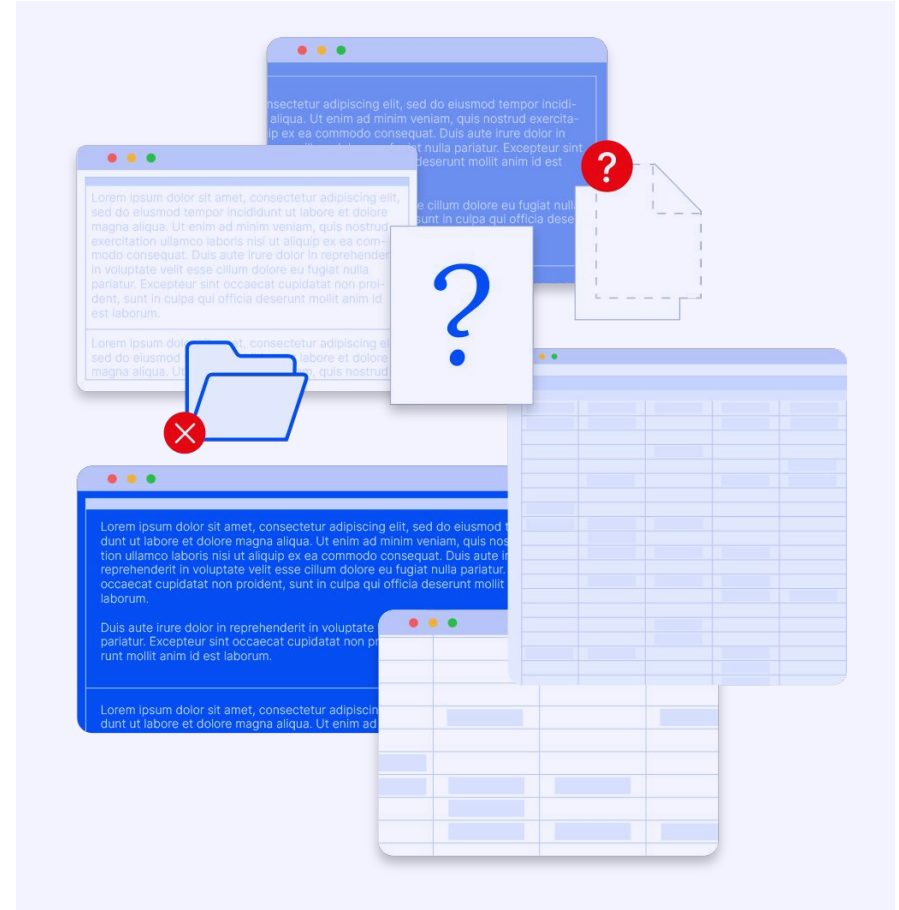 nsectetur adipiscing elit, sed do eiusmod tempor incidi-
aliqua. Ut enim ad minim veniam, quis nostrud exercita-
ip ex ea commodo consequat. Duis aute irure dolor in
nulla pariatur. Excepteur sint
deserunt mollit anim id est
e cillum dolore eu fugiat null
sunt in culpa qui officia dese
?
Lorem ipsum dolor sit amet, consectetur adipiscing elit,
sed do eiusmod tempor incididunt ut labore et dolore
magna aliqua. Ut enim ad minim veniam, quis nostrud
exercitation ullamco laboris nisi ut aliquip ex ea com-
modo consequat. Duis aute irure dolor in reprehender
in voluptate velit esse cillum dolore eu fugiat nulla
pariatur. Excepteur sint occaecat cupidatat non proi-
dent, sunt in culpa qui officia deserunt mollit anim id
est laborum.
Lorem ipsum do et, consectetur adipiscing el
sed do eiusmod labore et dolore
magna aliqua. U , quis nostrud
?
Lorem ipsum dolor sit amet, consectetur adipiscing elit, sed do eiusmod t
dunt ut labore et dolore magna aliqua. Ut enim ad minim veniam, quis nos
tion ullamco laboris nisi ut aliquip ex ea commodo consequat. Duis aute ir
reprehenderit in voluptate velit esse cillum dolore eu fugiat nulla pariatur.
occaecat cupidatat non proident, sunt in culpa qui officia deserunt mollit
laborum.
Duis aute irure dolor in reprehenderit in voluptate
pariatur. Excepteur sint occaecat cupidatat non pr
runt mollit anim id est laborum.
Lorem ipsum dolor sit amet, consectetur adipiscin
dunt ut labore et dolore magna aliqua. Ut enim ad